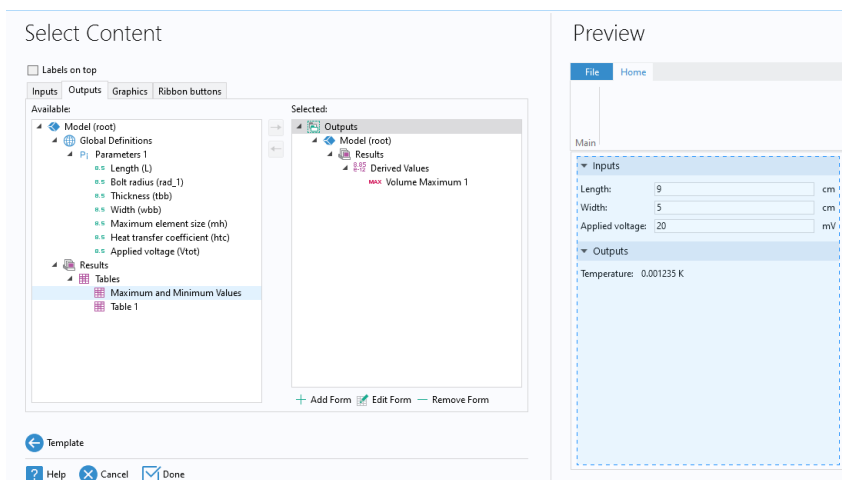 Select Content
Labels on top
Inputs Outputs Graphics Ribbon buttons
Available:
Model (root)
Global Definitions
Pi Parameters 1
Length (L)
Bolt radius (rad_1)
Thickness (tbb)
Width (wbb)
Maximum element size (mh)
Heat transfer coefficient (htc)
Applied voltage (Vtot)
Results
Tables
Maximum and Minimum Values
Table 1
Selected:
Outputs
Model (root)
Results
8.85
e-12 Derived Values
MAX Volume Maximum 1
Add Form Edit Form Remove Form
Template
? Help Cancel Done
Preview
File Home
Main
Inputs
Length: 9 cm
Width: 5 cm
Applied voltage: 20 mV
Outputs
Temperature: 0.001235 K